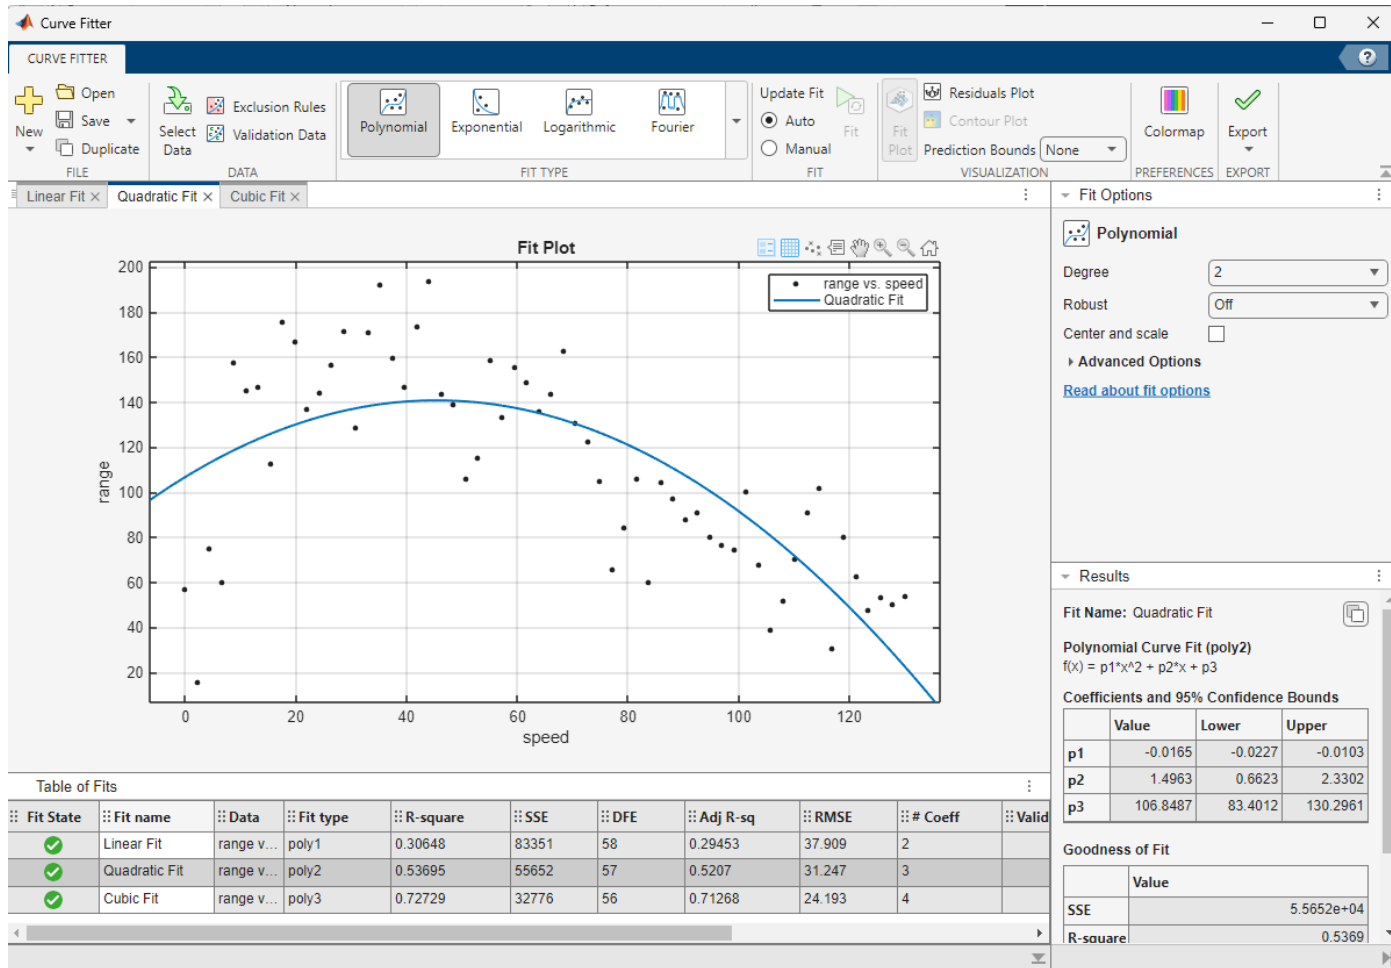 Curve Fitter
CURVE FITTER
?
New
Open
Save
Duplicate
FILE
Select Data
Exclusion Rules
Validation Data
DATA
Polynomial
Exponential
Logarithmic
Fourier
FIT TYPE
Update Fit
Auto
Manual
Fit
FIT
Fit Plot
Residuals Plot
Contour Plot
Prediction Bounds None
VISUALIZATION
Colormap
PREFERENCES
Export
EXPORT
Linear Fit × Quadratic Fit × Cubic Fit ×
Fit Plot
range vs. speed
Quadratic Fit
200
180
160
140
120
100
80
60
40
20
range
0 20 40 60 80 100 120
speed
Fit Options
Polynomial
Degree 2
Robust Off
Center and scale
Advanced Options
Read about fit options
Results
Fit Name: Quadratic Fit
Polynomial Curve Fit (poly2)
f(x) = p1*x^2 + p2*x + p3
Coefficients and 95% Confidence Bounds
Value Lower Upper
p1 -0.0165 -0.0227 -0.0103
p2 1.4963 0.6623 2.3302
p3 106.8487 83.4012 130.2961
Goodness of Fit
Value
SSE 5.5652e+04
R-square 0.5369
Table of Fits
Fit State Fit name Data Fit type R-square SSE DFE Adj R-sq RMSE # Coeff Valid
Linear Fit range v... poly1 0.30648 83351 58 0.29453 37.909 2
Quadratic Fit range v... poly2 0.53695 55652 57 0.5207 31.247 3
Cubic Fit range v... poly3 0.72729 32776 56 0.71268 24.193 4